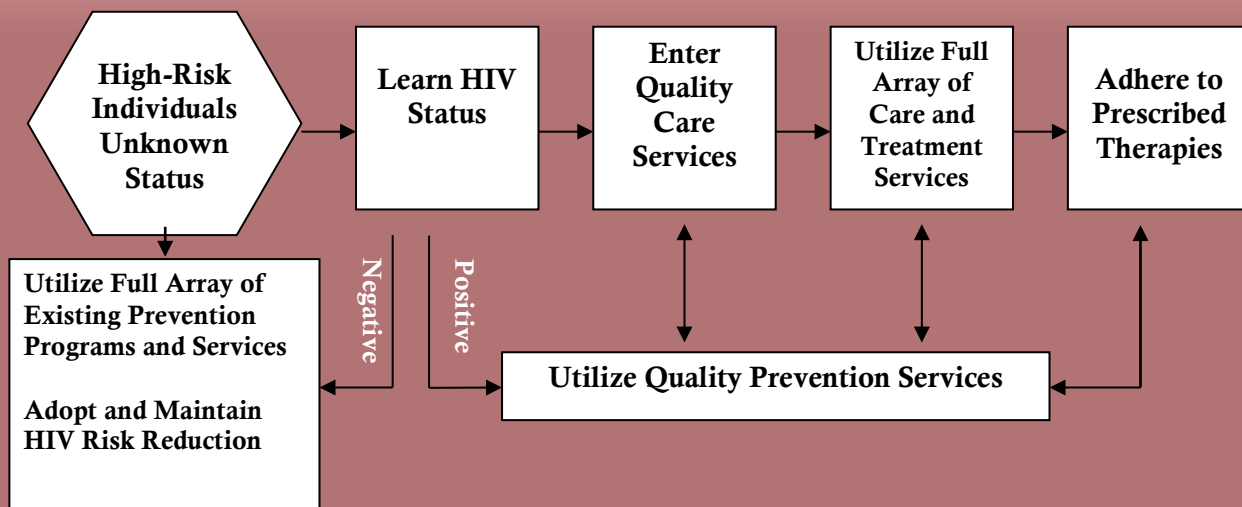 High-Risk
Individuals
Unknown
Status
Learn HIV
Status
Enter
Quality
Care
Services
Utilize Full
Array of
Care and
Treatment
Services
Adhere to
Prescribed
Therapies
Negative
Positive
Utilize Full Array of
Existing Prevention
Programs and Services
Adopt and Maintain
HIV Risk Reduction
Utilize Quality Prevention Services